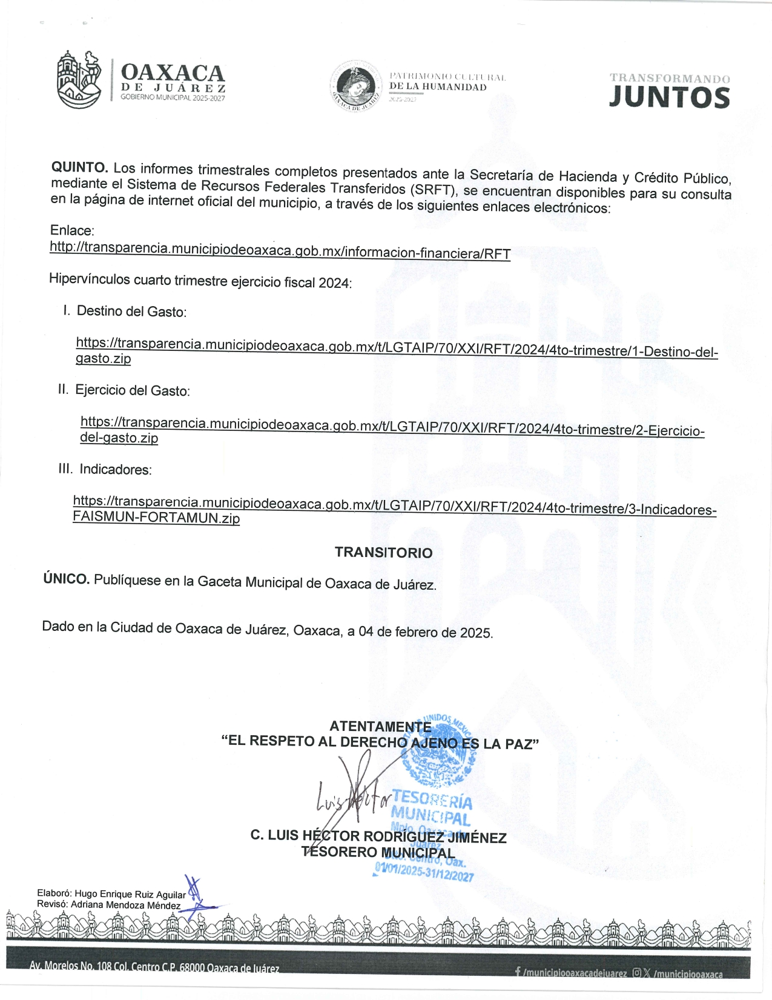 OAXACA
DE JUÁREZ
GOBIERNO MUNICIPAL 2025-2027
OAXACA DE JUÁREZ
PATRIMONIO CULTURAL
DE LA HUMANIDAD
2025-2027
TRANSFORMANDO
JUNTOS
QUINTO. Los informes trimestrales completos presentados ante la Secretaría de Hacienda y Crédito Público,
mediante el Sistema de Recursos Federales Transferidos (SRFT), se encuentran disponibles para su consulta
en la página de internet oficial del municipio, a través de los siguientes enlaces electrónicos:
Enlace:
http://transparencia.municipiodeoaxaca.gob.mx/informacion-financiera/RFT
Hipervínculos cuarto trimestre ejercicio fiscal 2024:
I. Destino del Gasto:
https://transparencia.municipiodeoaxaca.gob.mx/t/LGTAIP/70/XXI/RFT/2024/4to-trimestre/1-Destino-del-
gasto.zip
II. Ejercicio del Gasto:
https://transparencia.municipiodeoaxaca.gob.mx/t/LGTAIP/70/XXI/RFT/2024/4to-trimestre/2-Ejercicio-
del-gasto.zip
III. Indicadores:
https://transparencia.municipiodeoaxaca.gob.mx/t/LGTAIP/70/XXI/RFT/2024/4to-trimestre/3-Indicadores-
FAISMUN-FORTAMUN.zip
TRANSITORIO
ÚNICO. Publíquese en la Gaceta Municipal de Oaxaca de Juárez.
Dado en la Ciudad de Oaxaca de Juárez, Oaxaca, a 04 de febrero de 2025.
ATENTAMENTE
“EL RESPETO AL DERECHO AJENO ES LA PAZ”
UNIDOS MEXICANOS
Luis Héctor
TESORERÍA
MUNICIPAL
Mpio. Oaxaca de
Juárez
Dtto. Centro, Oax.
01/01/2025-31/12/2027
C. LUIS HÉCTOR RODRÍGUEZ JIMÉNEZ
TESORERO MUNICIPAL
Elaboró: Hugo Enrique Ruiz Aguilar
Revisó: Adriana Mendoza Méndez
Av. Morelos No. 108 Col. Centro C.P. 68000 Oaxaca de Juárez
/municipiooaxacadejuarez
/municipiooaxaca